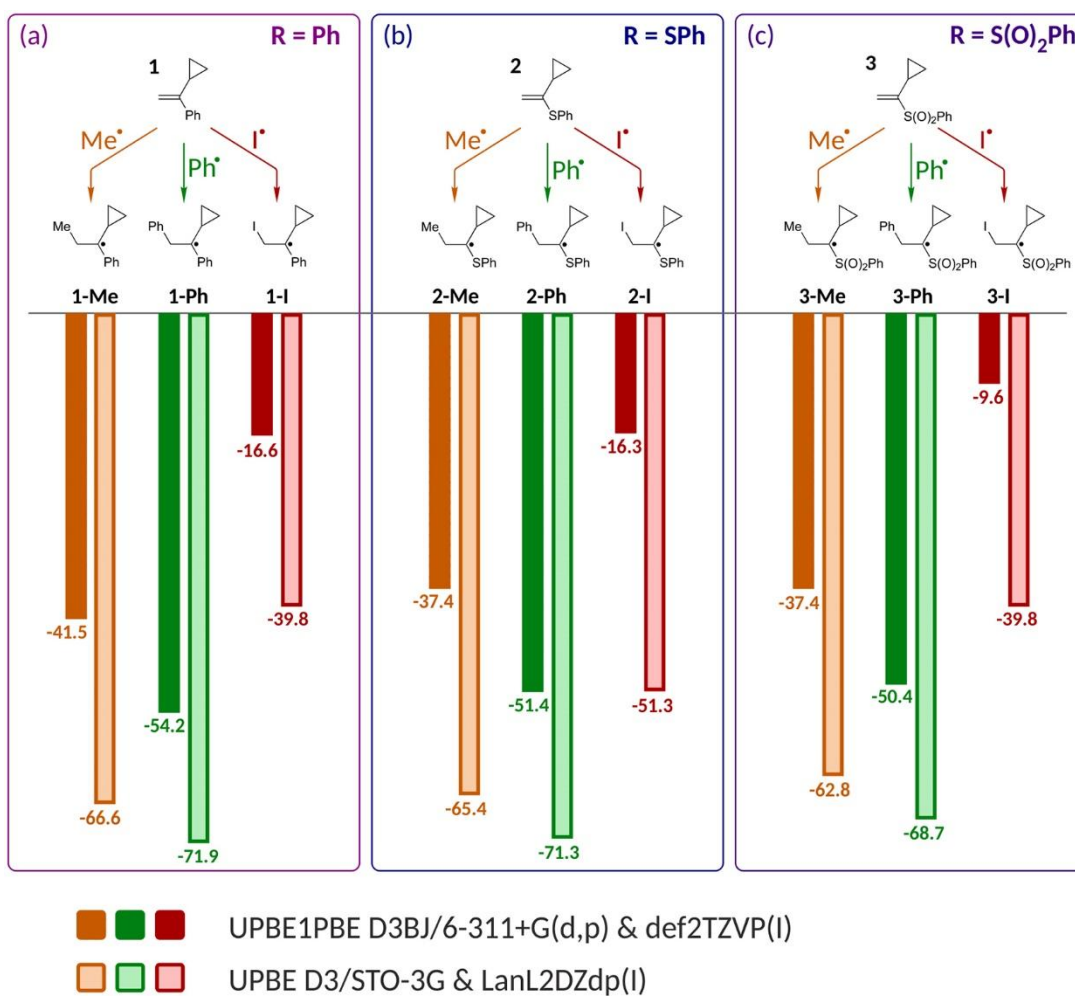 (a) R = Ph
1
Ph
Me• Ph• I•
Me Ph Ph Ph I Ph
1-Me 1-Ph 1-I
-16.6
-39.8
-41.5
-54.2
-66.6
-71.9
(b) R = SPh
2
SPh
Me• Ph• I•
Me SPh Ph SPh I SPh
2-Me 2-Ph 2-I
-16.3
-37.4
-51.4
-51.3
-65.4
-71.3
(c) R = S(O)2Ph
3
S(O)2Ph
Me• Ph• I•
Me S(O)2Ph Ph S(O)2Ph I S(O)2Ph
3-Me 3-Ph 3-I
-9.6
-37.4
-39.8
-50.4
-62.8
-68.7
UPBE1PBE D3BJ/6-311+G(d,p) & def2TZVP(I)
UPBE D3/STO-3G & LanL2DZdp(I)